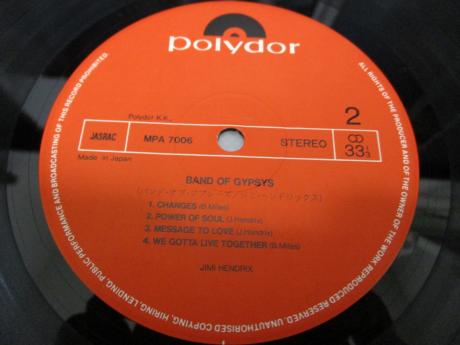 polydor
Polydor K.K.,
2
JASRAC MPA 7006
STEREO
33 1/3
Made in Japan
BAND OF GYPSYS
1. CHANGES (B.Miles)
2. POWER OF SOUL (J.Hendrix)
3. MESSAGE TO LOVE (J.Hendrix)
4. WE GOTTA LIVE TOGETHER (B.Miles)
JIMI HENDRIX
ALL RIGHTS OF THE PRODUCER AND OF THE OWNER OF THE WORK REPRODUCED RESERVED. UNAUTHORISED COPYING, HIRING, LENDING, PUBLIC PERFORMANCE AND BROADCASTING OF THIS RECORD PROHIBITED.